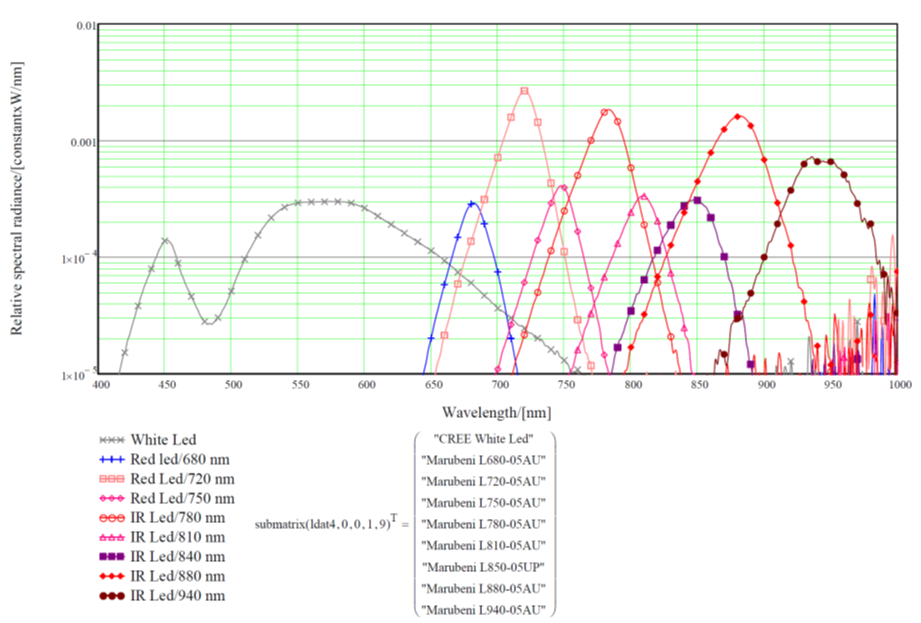 Relative spectral radiance/[constantxW/nm]
0.01
0.001
1×10⁻⁴
1×10⁻⁵
400 450 500 550 600 650 700 750 800 850 900 950 1000
Wavelength/[nm]
White Led
Red led/680 nm
Red Led/720 nm
Red Led/750 nm
IR Led/780 nm
IR Led/810 nm
IR Led/840 nm
IR Led/880 nm
IR Led/940 nm
submatrix(ldat4,0,0,1,9)ᵀ =
"CREE White Led"
"Marubeni L680-05AU"
"Marubeni L720-05AU"
"Marubeni L750-05AU"
"Marubeni L780-05AU"
"Marubeni L810-05AU"
"Marubeni L850-05UP"
"Marubeni L880-05AU"
"Marubeni L940-05AU"